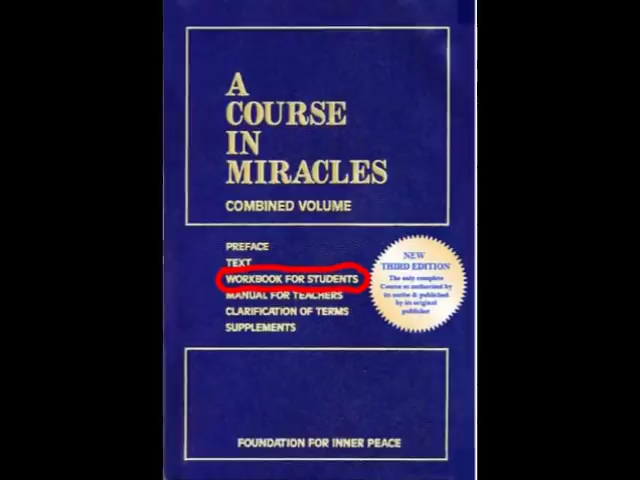 A
COURSE
IN
MIRACLES
COMBINED VOLUME
PREFACE
TEXT
WORKBOOK FOR STUDENTS
MANUAL FOR TEACHERS
CLARIFICATION OF TERMS
SUPPLEMENTS
NEW
THIRD EDITION
The only complete
Course as authorized by
its scribe & published
by its original
publisher
FOUNDATION FOR INNER PEACE